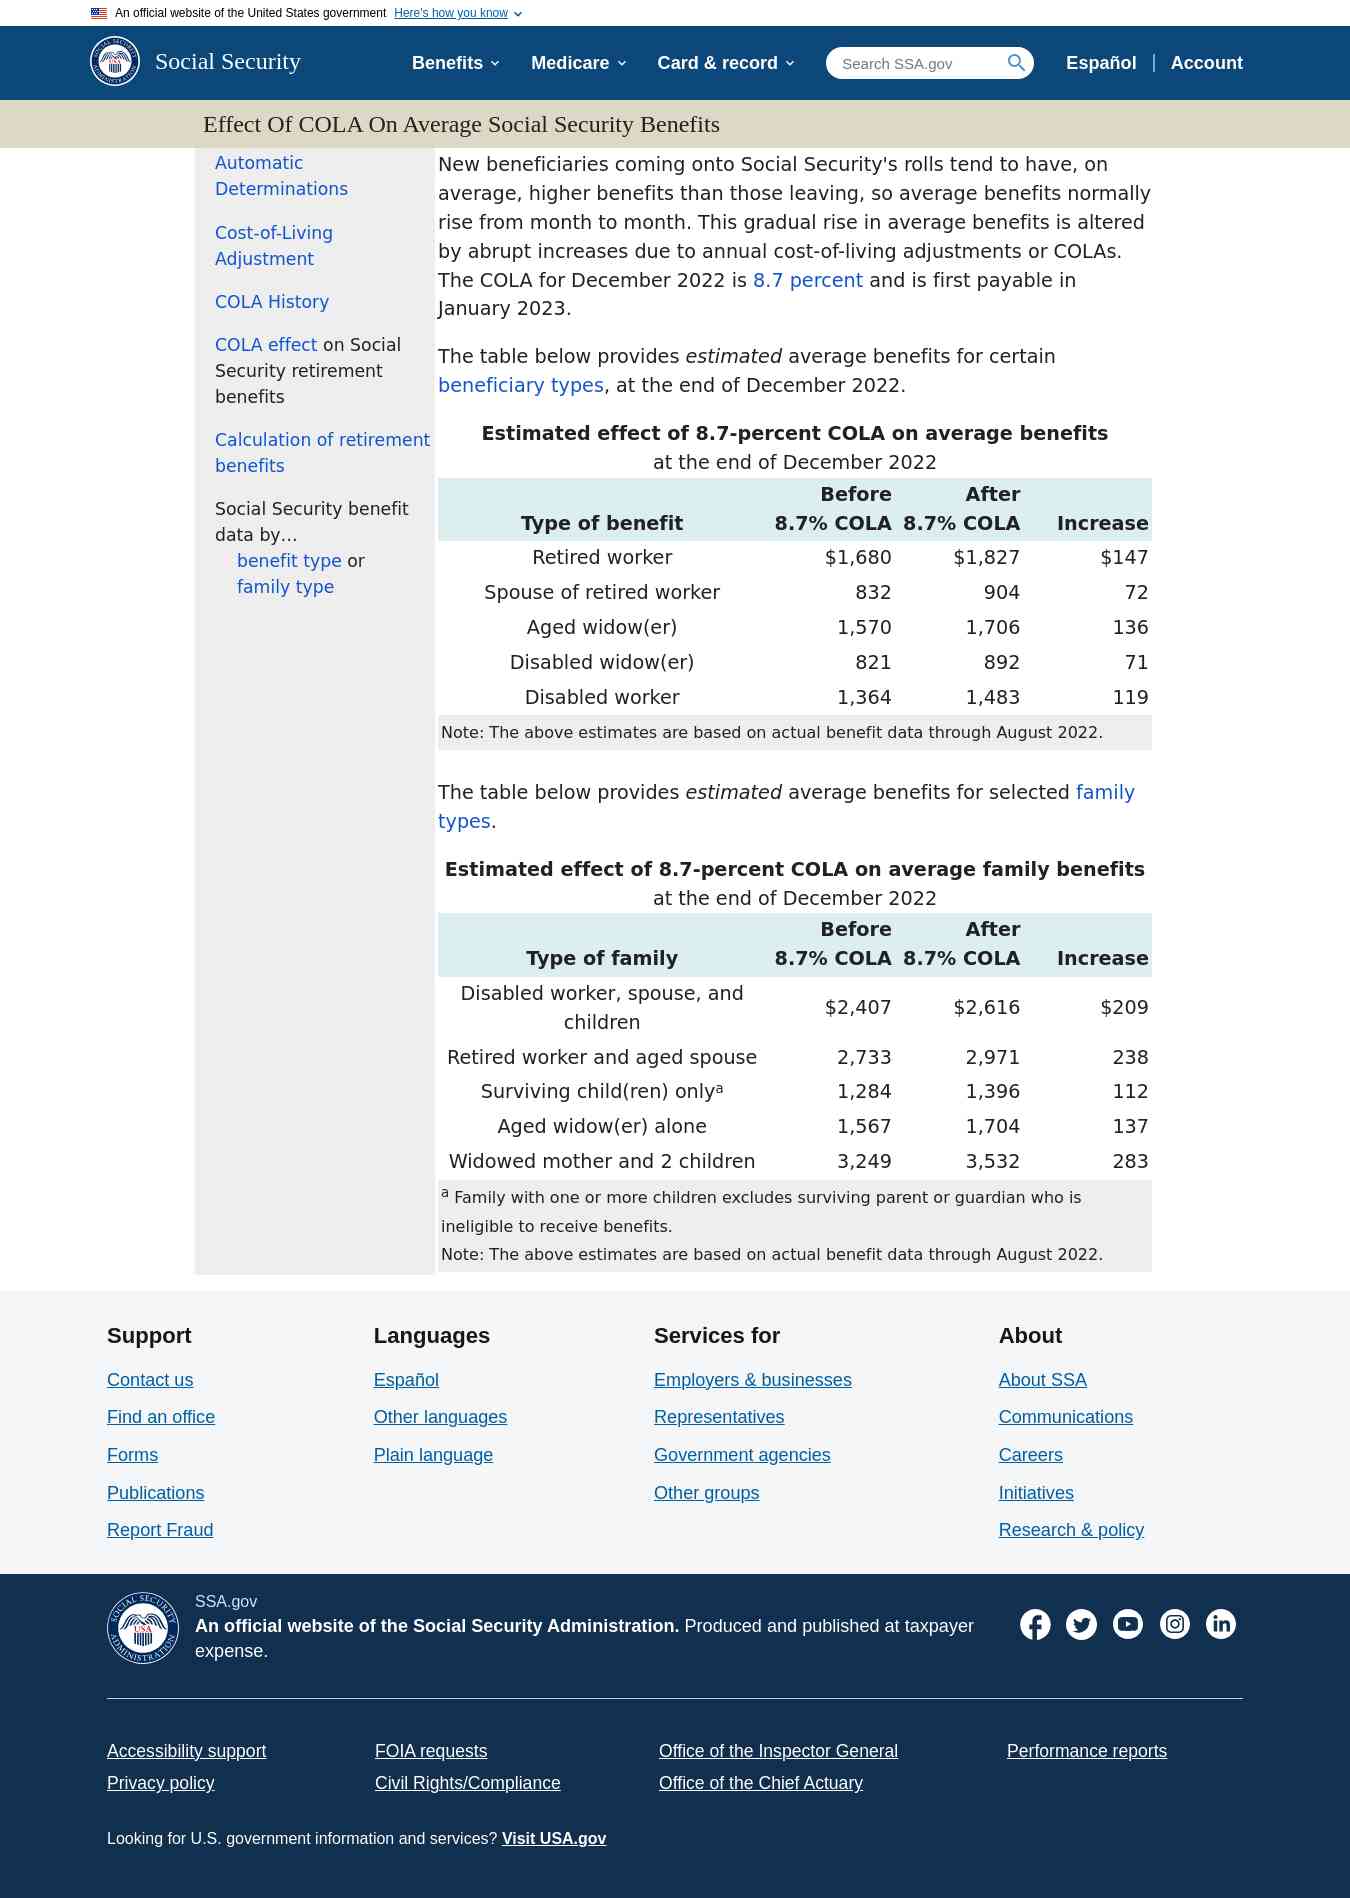 An official website of the United States government Here's how you know
Social Security
Benefits Medicare Card & record Search SSA.gov Español Account
Effect Of COLA On Average Social Security Benefits
Automatic
Determinations
Cost-of-Living
Adjustment
COLA History
COLA effect on Social
Security retirement
benefits
Calculation of retirement
benefits
Social Security benefit
data by…
benefit type or
family type
New beneficiaries coming onto Social Security's rolls tend to have, on
average, higher benefits than those leaving, so average benefits normally
rise from month to month. This gradual rise in average benefits is altered
by abrupt increases due to annual cost-of-living adjustments or COLAs.
The COLA for December 2022 is 8.7 percent and is first payable in
January 2023.
The table below provides estimated average benefits for certain
beneficiary types, at the end of December 2022.
Estimated effect of 8.7-percent COLA on average benefits
at the end of December 2022
Before After
Type of benefit 8.7% COLA 8.7% COLA Increase
Retired worker $1,680 $1,827 $147
Spouse of retired worker 832 904 72
Aged widow(er) 1,570 1,706 136
Disabled widow(er) 821 892 71
Disabled worker 1,364 1,483 119
Note: The above estimates are based on actual benefit data through August 2022.
The table below provides estimated average benefits for selected family
types.
Estimated effect of 8.7-percent COLA on average family benefits
at the end of December 2022
Before After
Type of family 8.7% COLA 8.7% COLA Increase
Disabled worker, spouse, and
children $2,407 $2,616 $209
Retired worker and aged spouse 2,733 2,971 238
Surviving child(ren) onlyᵃ 1,284 1,396 112
Aged widow(er) alone 1,567 1,704 137
Widowed mother and 2 children 3,249 3,532 283
ᵃ Family with one or more children excludes surviving parent or guardian who is
ineligible to receive benefits.
Note: The above estimates are based on actual benefit data through August 2022.
Support Languages Services for About
Contact us Español Employers & businesses About SSA
Find an office Other languages Representatives Communications
Forms Plain language Government agencies Careers
Publications Other groups Initiatives
Report Fraud Research & policy
SOCIAL SECURITY ADMINISTRATION
USA
SSA.gov
An official website of the Social Security Administration. Produced and published at taxpayer
expense.
Accessibility support FOIA requests Office of the Inspector General Performance reports
Privacy policy Civil Rights/Compliance Office of the Chief Actuary
Looking for U.S. government information and services? Visit USA.gov